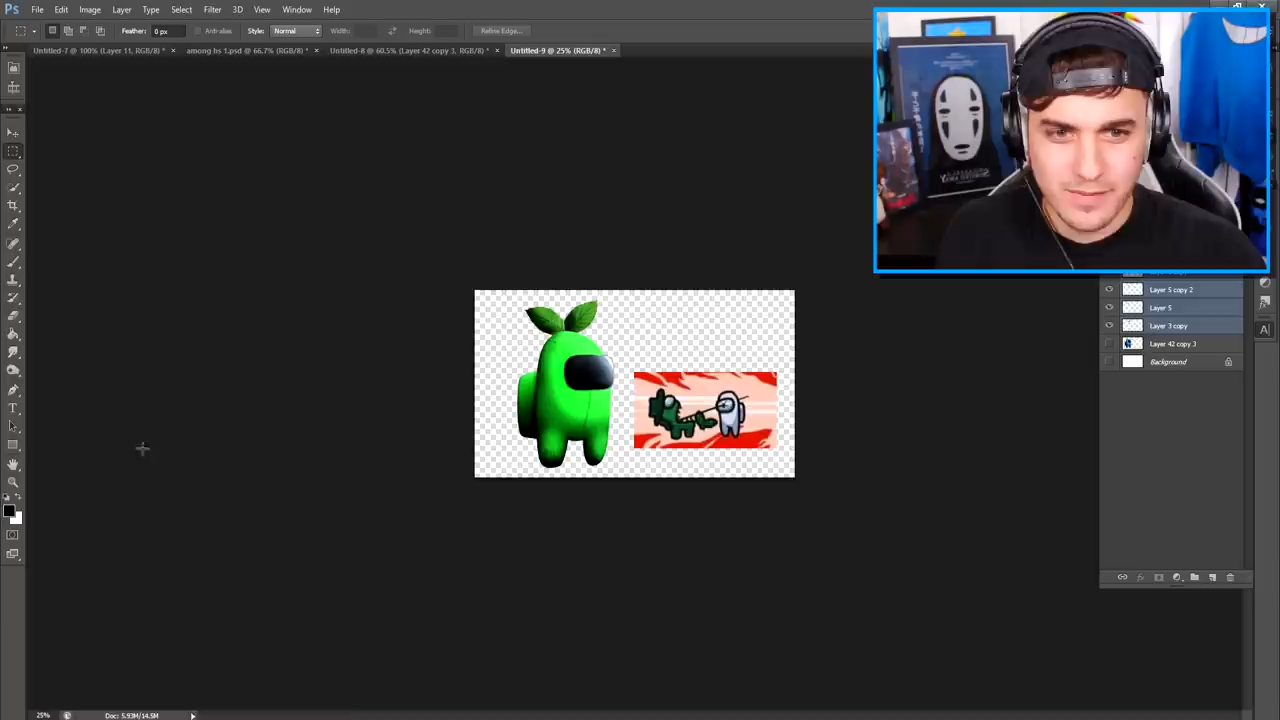 Ps File Edit Image Layer Type Select Filter 3D View Window Help
Feather: 0 px Anti-alias Style: Normal Width: Height: Refine Edge...
Untitled-7 @ 100% (Layer 11, RGB/8) * × among hs 1.psd @ 66.7% (RGB/8) * × Untitled-8 @ 60.5% (Layer 42 copy 3, RGB/8) * × Untitled-9 @ 25% (RGB/8) * ×
Layer 5 copy 2
Layer 5
Layer 3 copy
Layer 42 copy 3
Background
25% Doc: 5.93M/14.5M